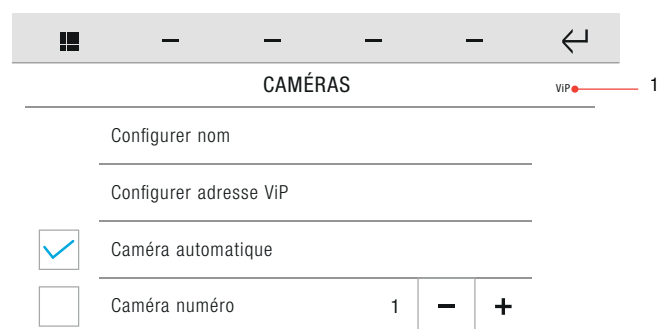 CAMÉRAS
ViP 1
Configurer nom
Configurer adresse ViP
Caméra automatique
Caméra numéro 1 − +